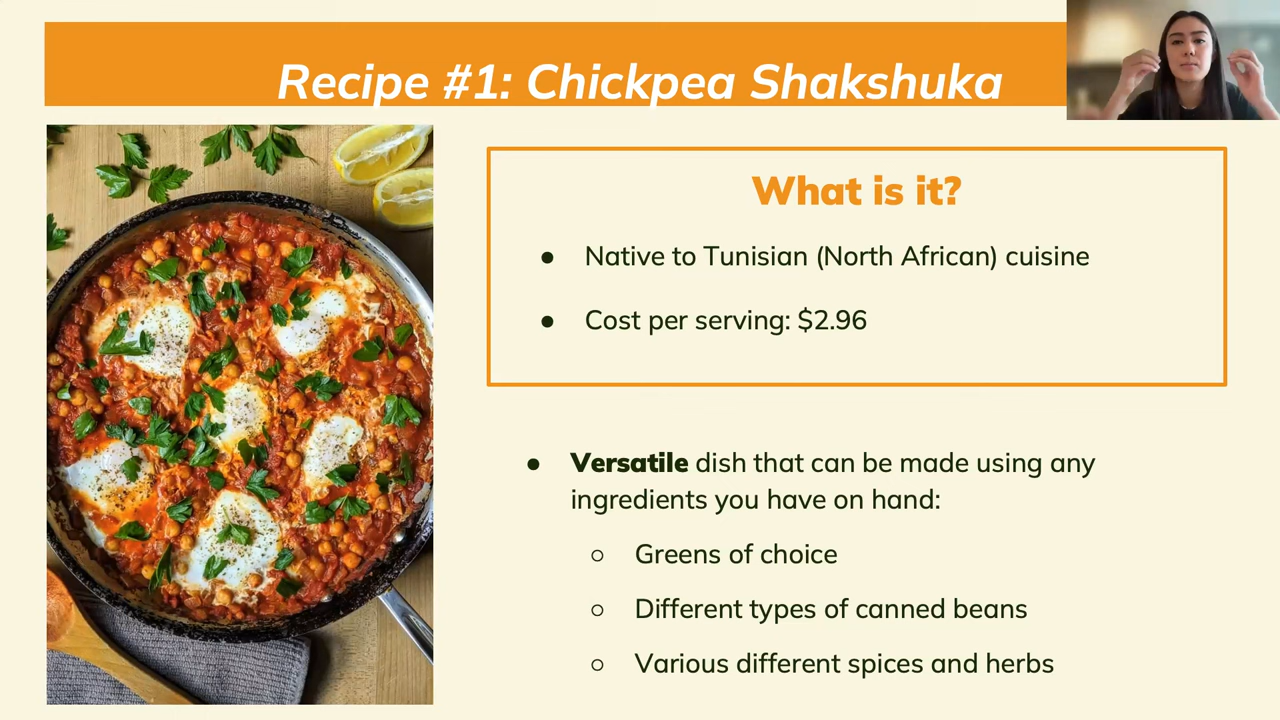 Recipe #1: Chickpea Shakshuka
What is it?
● Native to Tunisian (North African) cuisine
● Cost per serving: $2.96
● Versatile dish that can be made using any
ingredients you have on hand:
○ Greens of choice
○ Different types of canned beans
○ Various different spices and herbs